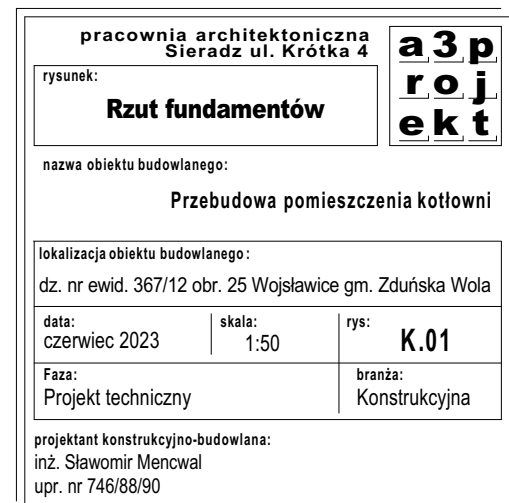 pracownia architektoniczna
Sieradz ul. Krótka 4
a3p
roj
ekt
rysunek:
Rzut fundamentów
nazwa obiektu budowlanego:
Przebudowa pomieszczenia kotłowni
lokalizacja obiektu budowlanego:
dz. nr ewid. 367/12 obr. 25 Wojsławice gm. Zduńska Wola
data: skala: rys:
czerwiec 2023 1:50 K.01
Faza: branża:
Projekt techniczny Konstrukcyjna
projektant konstrukcyjno-budowlana:
inż. Sławomir Mencwal
upr. nr 746/88/90